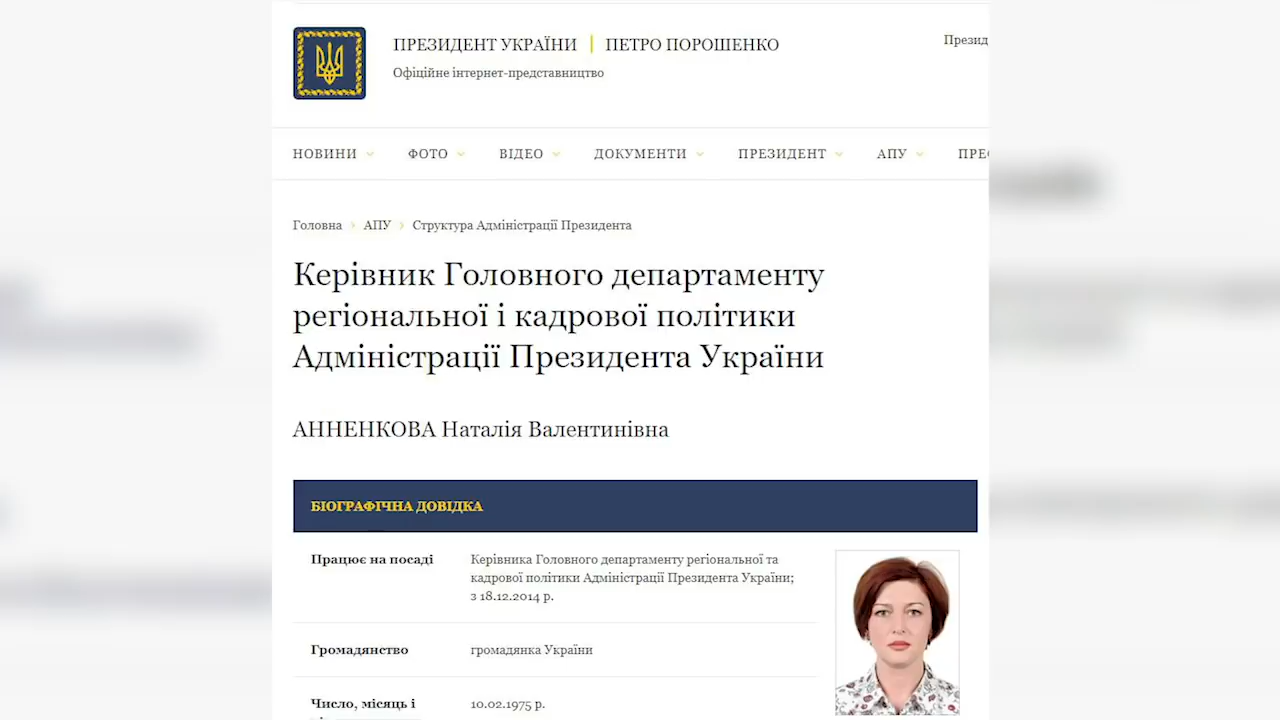 ПРЕЗИДЕНТ УКРАЇНИ | ПЕТРО ПОРОШЕНКО
Презид
Офіційне інтернет-представництво
НОВИНИ ФОТО ВІДЕО ДОКУМЕНТИ ПРЕЗИДЕНТ АПУ ПРЕС
Головна > АПУ > Структура Адміністрації Президента
Керівник Головного департаменту
регіональної і кадрової політики
Адміністрації Президента України
АННЕНКОВА Наталія Валентинівна
БІОГРАФІЧНА ДОВІДКА
Працює на посаді
Керівника Головного департаменту регіональної та
кадрової політики Адміністрації Президента України;
з 18.12.2014 р.
Громадянство
громадянка України
Число, місяць і
10.02.1975 р.